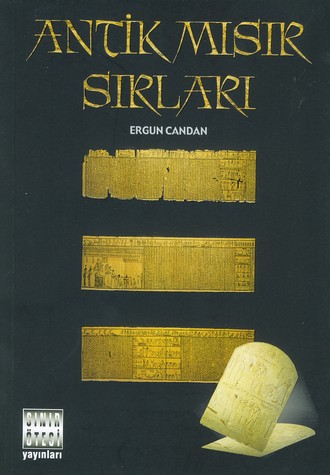 ANTİK MISIR
SIRLARI
ERGUN CANDAN
SINIR
ÖTESİ
yayınları